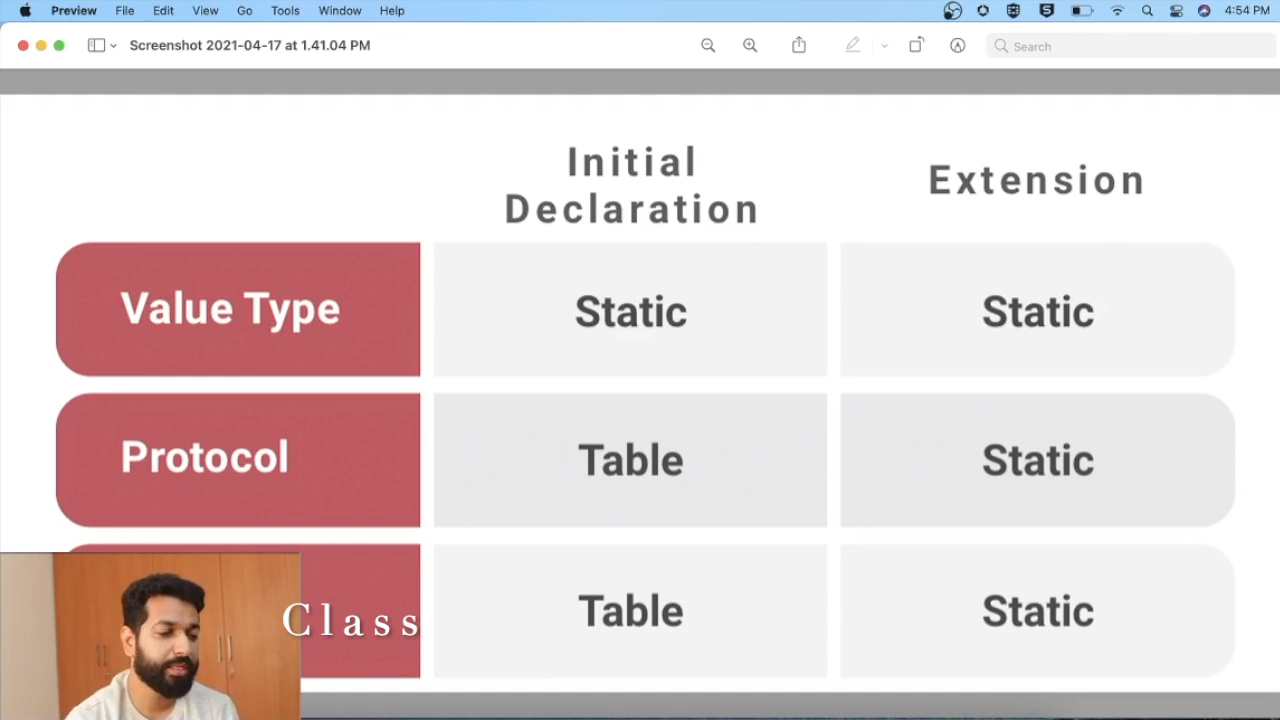 Preview File Edit View Go Tools Window Help 4:54 PM
Screenshot 2021-04-17 at 1.41.04 PM Search
Initial
Declaration
Extension
Value Type Static Static
Protocol Table Static
Class Table Static